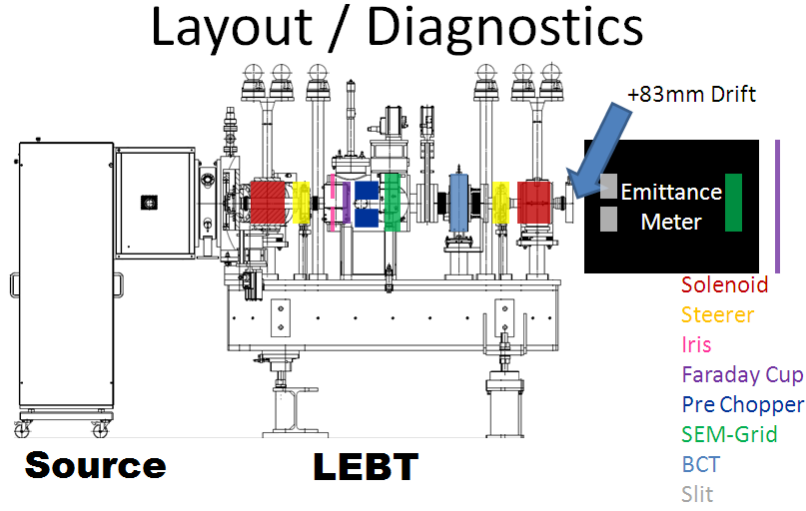 Layout / Diagnostics
+83mm Drift
Emittance
Meter
Solenoid
Steerer
Iris
Faraday Cup
Pre Chopper
SEM-Grid
BCT
Slit
Source
LEBT